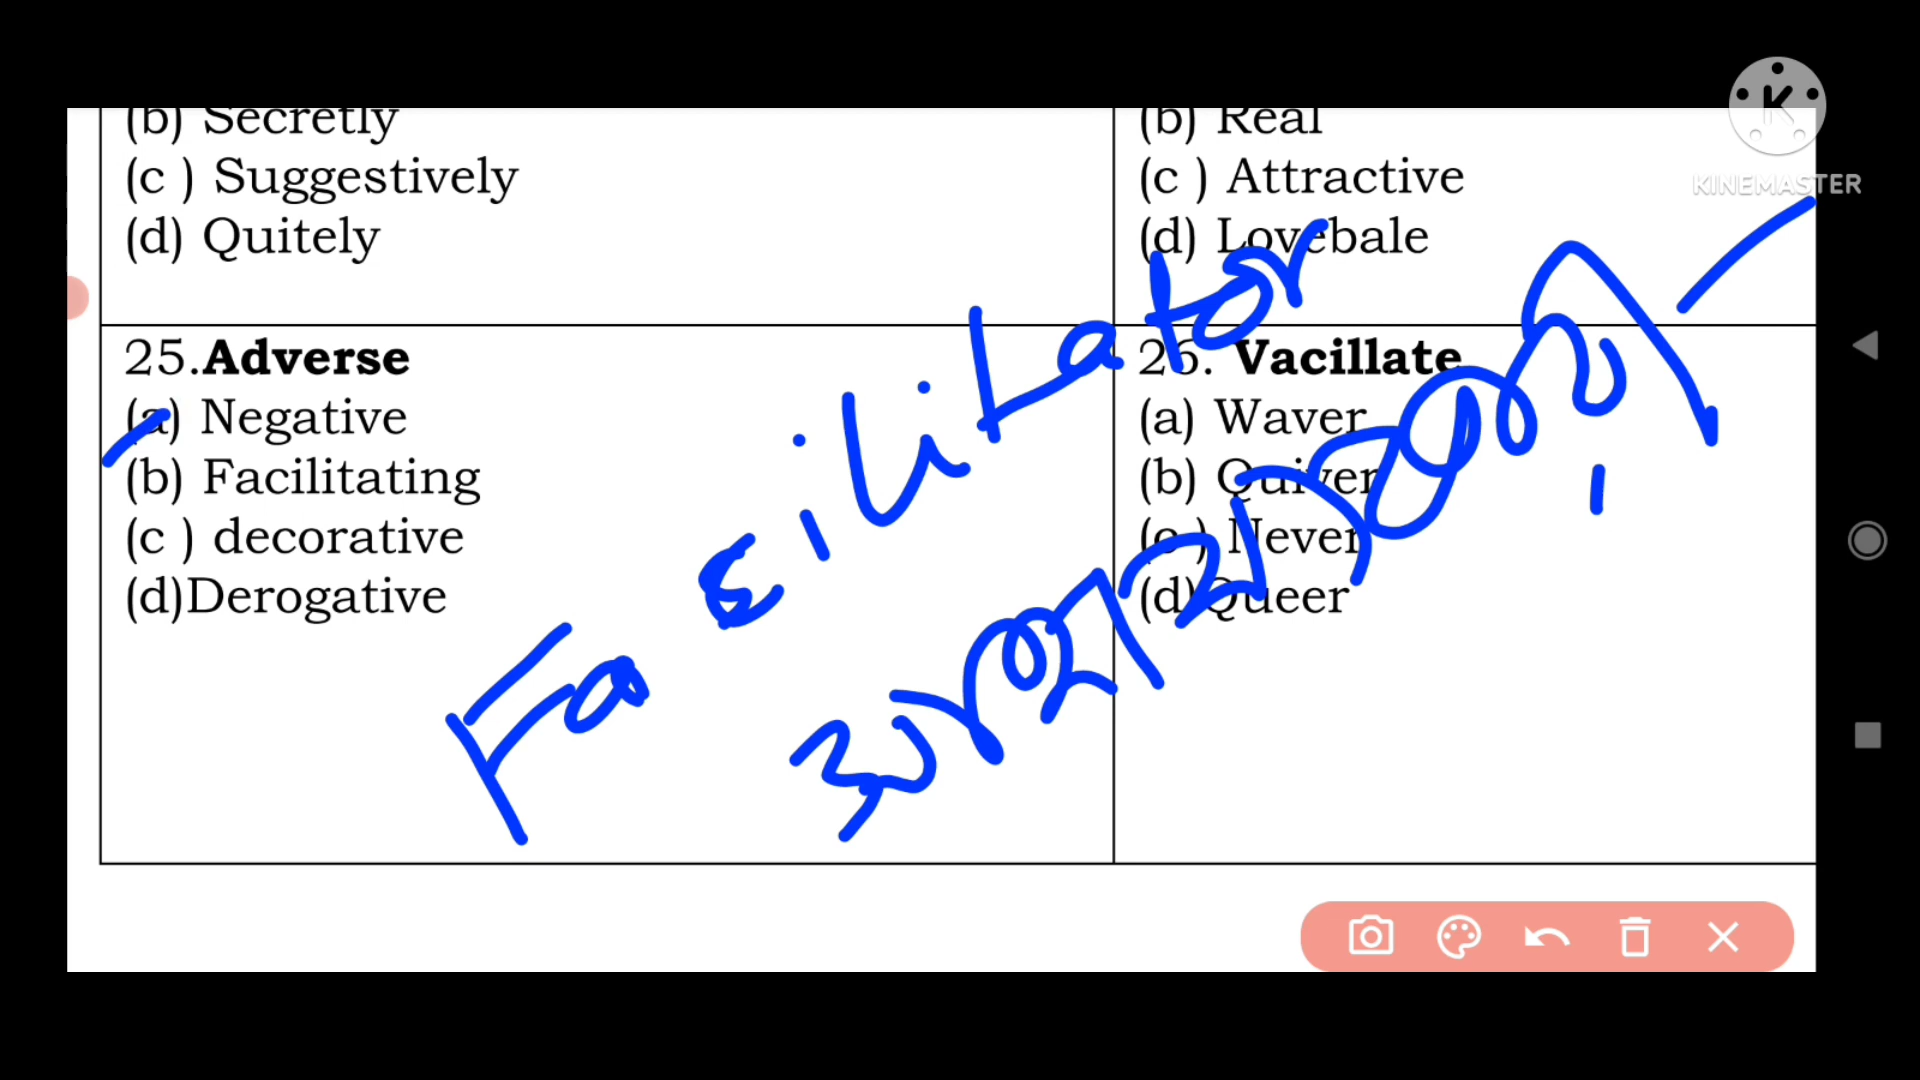 (b) Secretly
(c ) Suggestively
(d) Quitely
(b) Real
(c ) Attractive
(d) Lovebale
KINEMASTER
25.Adverse
(a) Negative
(b) Facilitating
(c ) decorative
(d)Derogative
26. Vacillate
(a) Waver
(b) Quiver
(c ) Never
(d)Queer
Fasilitator